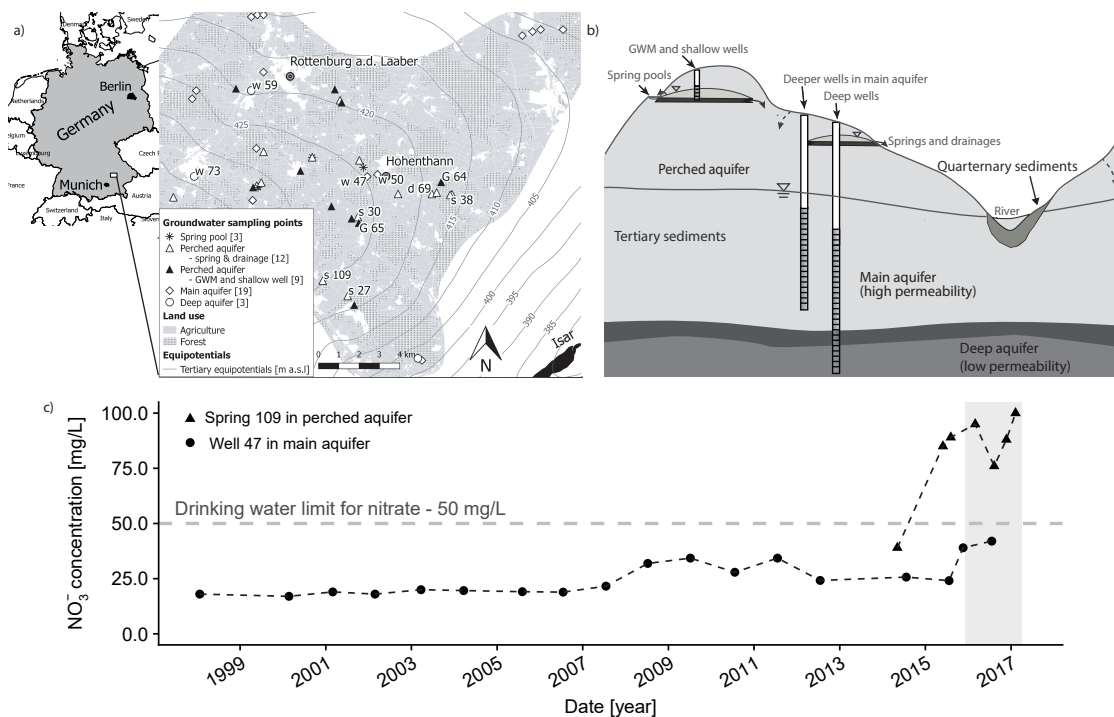 a)
Denmark
Sweden
Netherlands
Berlin
Germany
Belgium
Luxembourg
Czech
Munich
France
Austria
Switzerland
Italy
Rottenburg a.d. Laaber
w 59
420
425
Hohenthann
w 73
w 47
w 50
G 64
d 69
s 38
s 30
G 65
410
405
415
s 109
s 27
400
395
390
385
Isar
N
0 1 2 3 4 km
Groundwater sampling points
Spring pool [3]
Perched aquifer
- spring & drainage [12]
Perched aquifer
- GWM and shallow well [9]
Main aquifer [19]
Deep aquifer [3]
Land use
Agriculture
Forest
Equipotentials
Tertiary equipotentials [m a.s.l]
b)
GWM and shallow wells
Spring pools
Deeper wells in main aquifer
Deep wells
Springs and drainages
Perched aquifer
Quarternary sediments
River
Tertiary sediments
Main aquifer
(high permeability)
Deep aquifer
(low permeability)
c)
Spring 109 in perched aquifer
Well 47 in main aquifer
Drinking water limit for nitrate - 50 mg/L
NO₃⁻ concentration [mg/L]
100.0
75.0
50.0
25.0
0.0
1999
2001
2003
2005
2007
2009
2011
2013
2015
2017
Date [year]